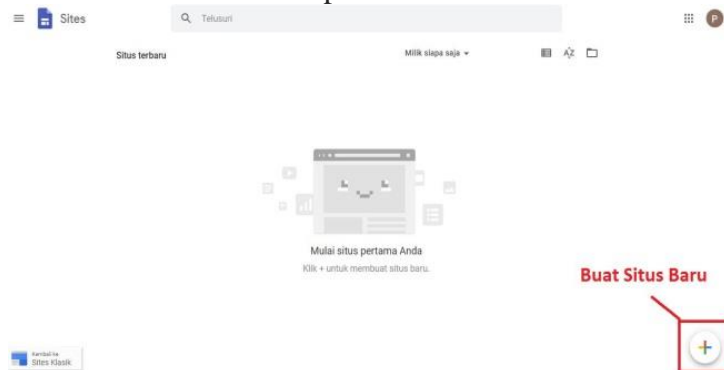 Sites
Telusuri
P
Situs terbaru
Milik siapa saja
AZ
Mulai situs pertama Anda
Klik + untuk membuat situs baru.
Buat Situs Baru
Kembali ke
Sites Klasik